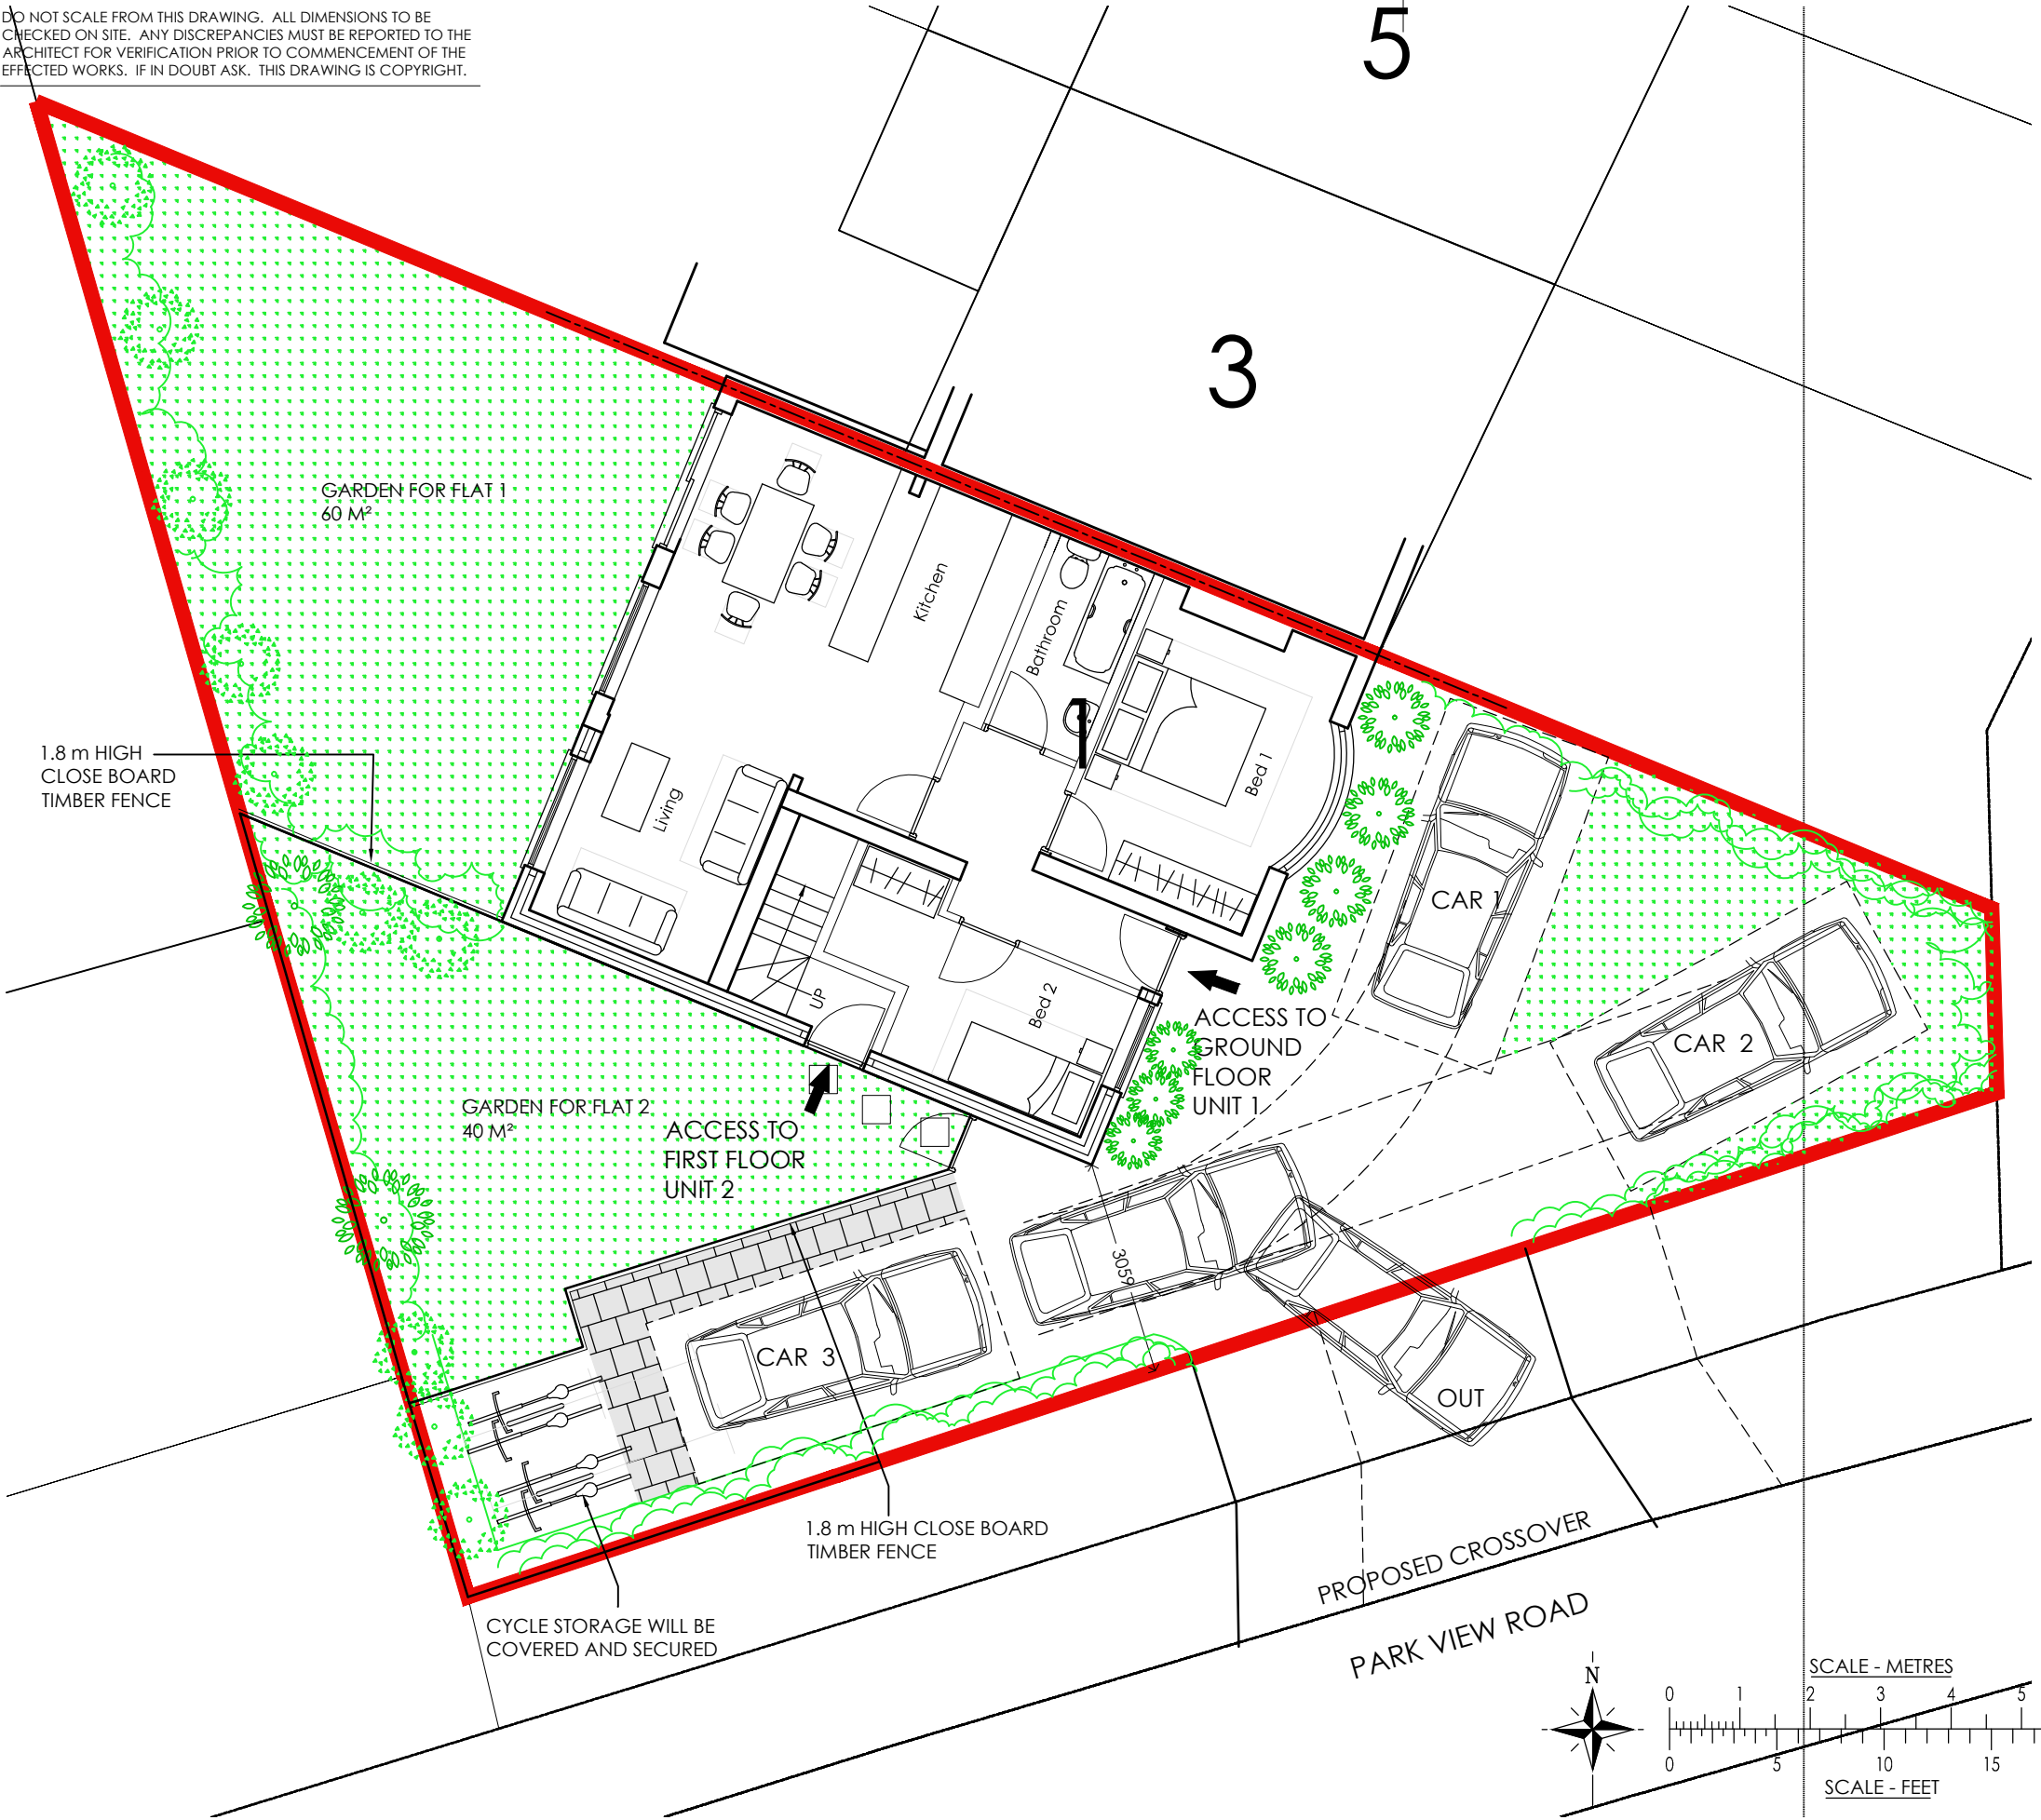 DO NOT SCALE FROM THIS DRAWING. ALL DIMENSIONS TO BE
CHECKED ON SITE. ANY DISCREPANCIES MUST BE REPORTED TO THE
ARCHITECT FOR VERIFICATION PRIOR TO COMMENCEMENT OF THE
EFFECTED WORKS. IF IN DOUBT ASK. THIS DRAWING IS COPYRIGHT.
5
3
GARDEN FOR FLAT 1
60 M²
Kitchen
Bathroom
1
Bed 1
Living
1.8 m HIGH
CLOSE BOARD
TIMBER FENCE
CAR 1
UP
Bed 2
ACCESS TO
GROUND
FLOOR
UNIT 1
CAR 2
GARDEN FOR FLAT 2
40 M²
ACCESS TO
FIRST FLOOR
UNIT 2
3059
CAR 3
OUT
1.8 m HIGH CLOSE BOARD
TIMBER FENCE
CYCLE STORAGE WILL BE
COVERED AND SECURED
PROPOSED CROSSOVER
PARK VIEW ROAD
N
SCALE - METRES
0 1 2 3 4 5
0 5 10 15
SCALE - FEET